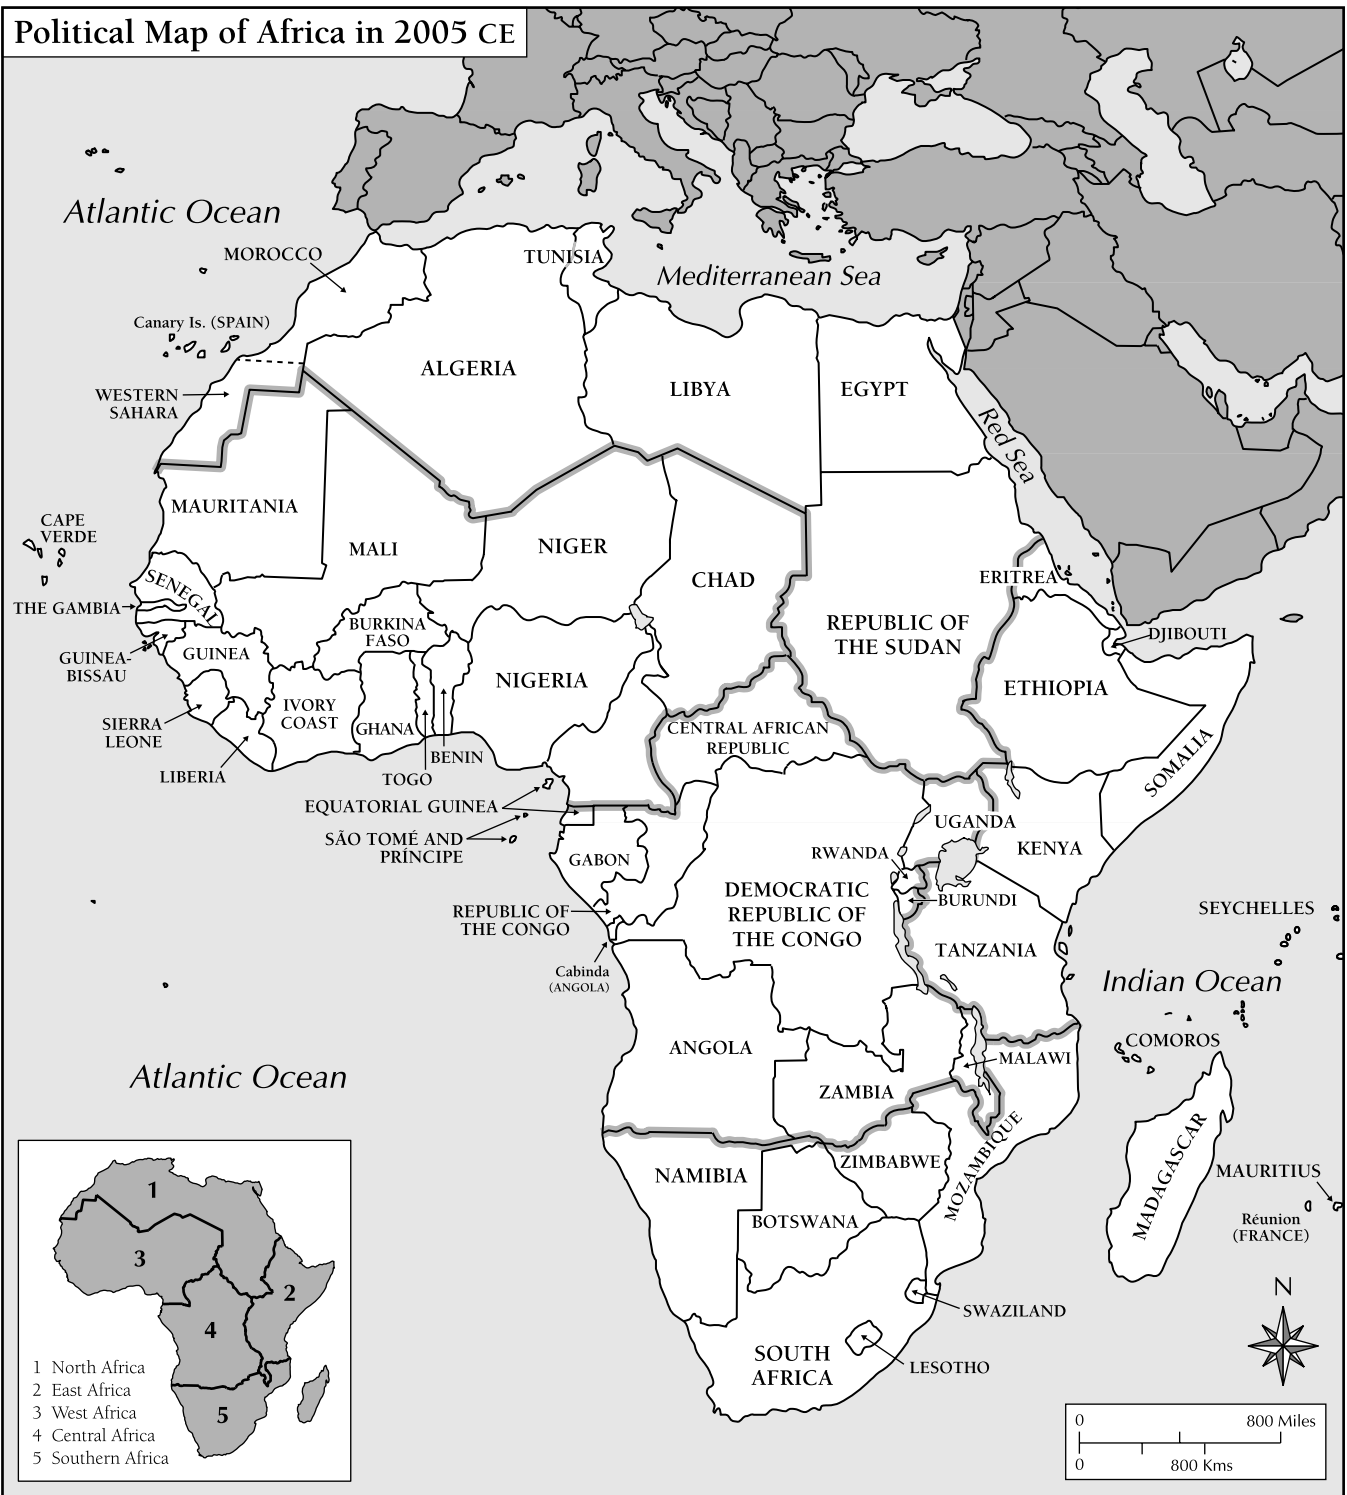 Political Map of Africa in 2005 CE
Atlantic Ocean
MOROCCO
TUNISIA
Mediterranean Sea
Canary Is. (SPAIN)
ALGERIA
LIBYA
EGYPT
WESTERN
SAHARA
Red Sea
MAURITANIA
CAPE
VERDE
MALI
NIGER
CHAD
ERITREA
SENEGAL
THE GAMBIA
BURKINA
FASO
REPUBLIC OF
THE SUDAN
DJIBOUTI
GUINEA-
BISSAU
GUINEA
NIGERIA
ETHIOPIA
SIERRA
LEONE
IVORY
COAST
GHANA
CENTRAL AFRICAN
REPUBLIC
SOMALIA
LIBERIA
TOGO
BENIN
EQUATORIAL GUINEA
UGANDA
SÃO TOMÉ AND
PRÍNCIPE
GABON
RWANDA
KENYA
DEMOCRATIC
REPUBLIC OF
THE CONGO
BURUNDI
SEYCHELLES
REPUBLIC OF
THE CONGO
TANZANIA
Cabinda
(ANGOLA)
Indian Ocean
ANGOLA
COMOROS
MALAWI
Atlantic Ocean
ZAMBIA
MOZAMBIQUE
MADAGASCAR
NAMIBIA
ZIMBABWE
MAURITIUS
BOTSWANA
Réunion
(FRANCE)
SWAZILAND
LESOTHO
SOUTH
AFRICA
N
1
3
2
4
5
1 North Africa
2 East Africa
3 West Africa
4 Central Africa
5 Southern Africa
0 800 Miles
0 800 Kms